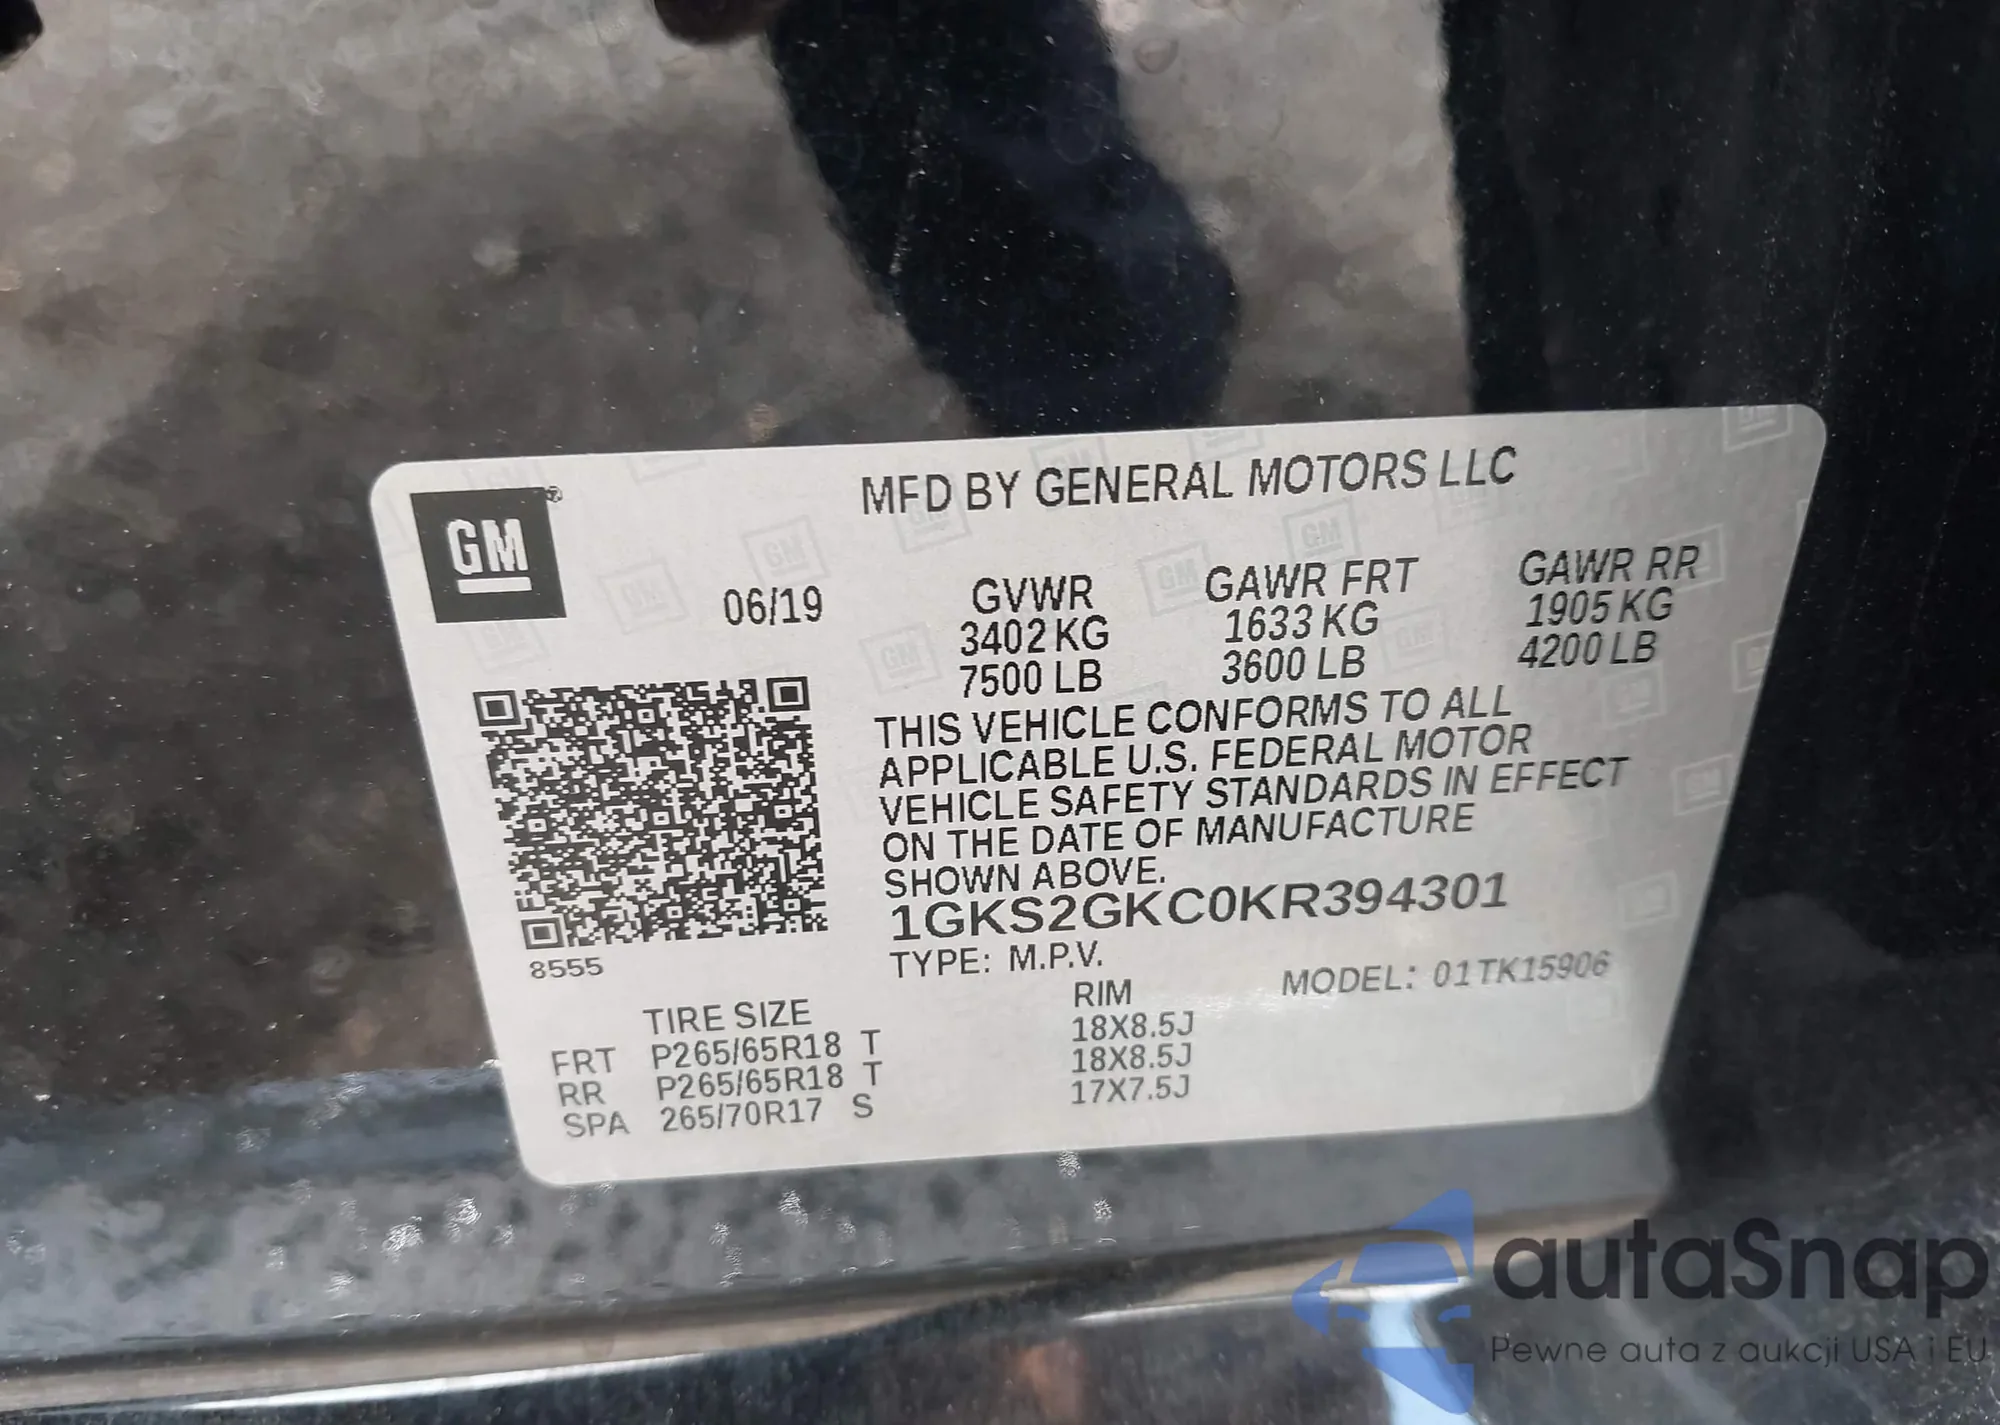 GM®
MFD BY GENERAL MOTORS LLC
06/19
GVWR
3402 KG
7500 LB
GAWR FRT
1633 KG
3600 LB
GAWR RR
1905 KG
4200 LB
THIS VEHICLE CONFORMS TO ALL
APPLICABLE U.S. FEDERAL MOTOR
VEHICLE SAFETY STANDARDS IN EFFECT
ON THE DATE OF MANUFACTURE
SHOWN ABOVE.
1GKS2GKC0KR394301
8555
TYPE: M.P.V.
MODEL: 01TK15906
TIRE SIZE RIM
FRT P265/65R18 T 18X8.5J
RR P265/65R18 T 18X8.5J
SPA 265/70R17 S 17X7.5J
autaSnap
Pewne auta z aukcji USA i EU